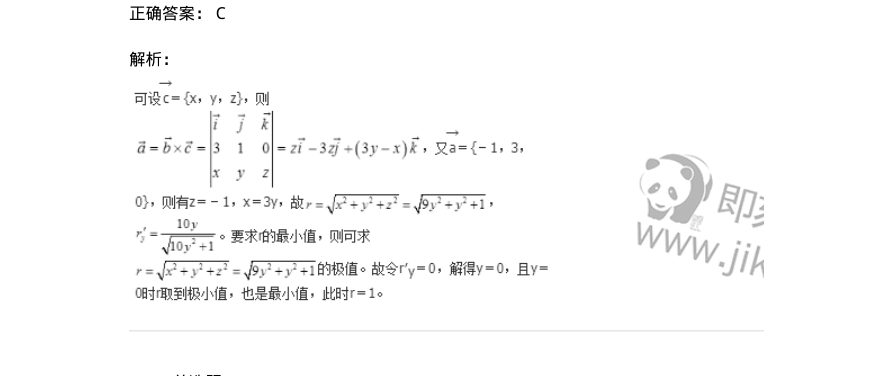 正确答案： C
解析：
可设c→={x，y，z}，则
a⃗ = b⃗ × c⃗ = |i⃗ j⃗ k⃗; 3 1 0; x y z| = zi⃗ − 3zj⃗ + (3y−x)k⃗ ，又a→={−1，3，
0}，则有z=−1，x=3y，故r = √(x²+y²+z²) = √(9y²+y²+1) ，
r′y = 10y/√(10y²+1) 。要求r的最小值，则可求
r = √(x²+y²+z²) = √(9y²+y²+1)的极值。故令r′y=0，解得y=0，且y=
0时r取到极小值，也是最小值，此时r=1。
www.jik